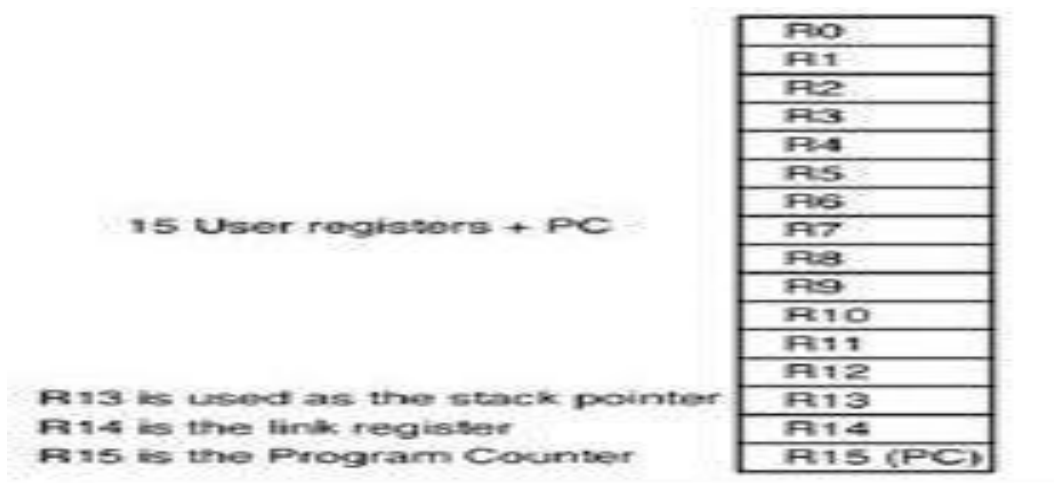 R0
R1
R2
R3
R4
R5
R6
15 User registers + PC
R7
R8
R9
R10
R11
R12
R13 is used as the stack pointer
R13
R14 is the link register
R14
R15 is the Program Counter
R15 (PC)